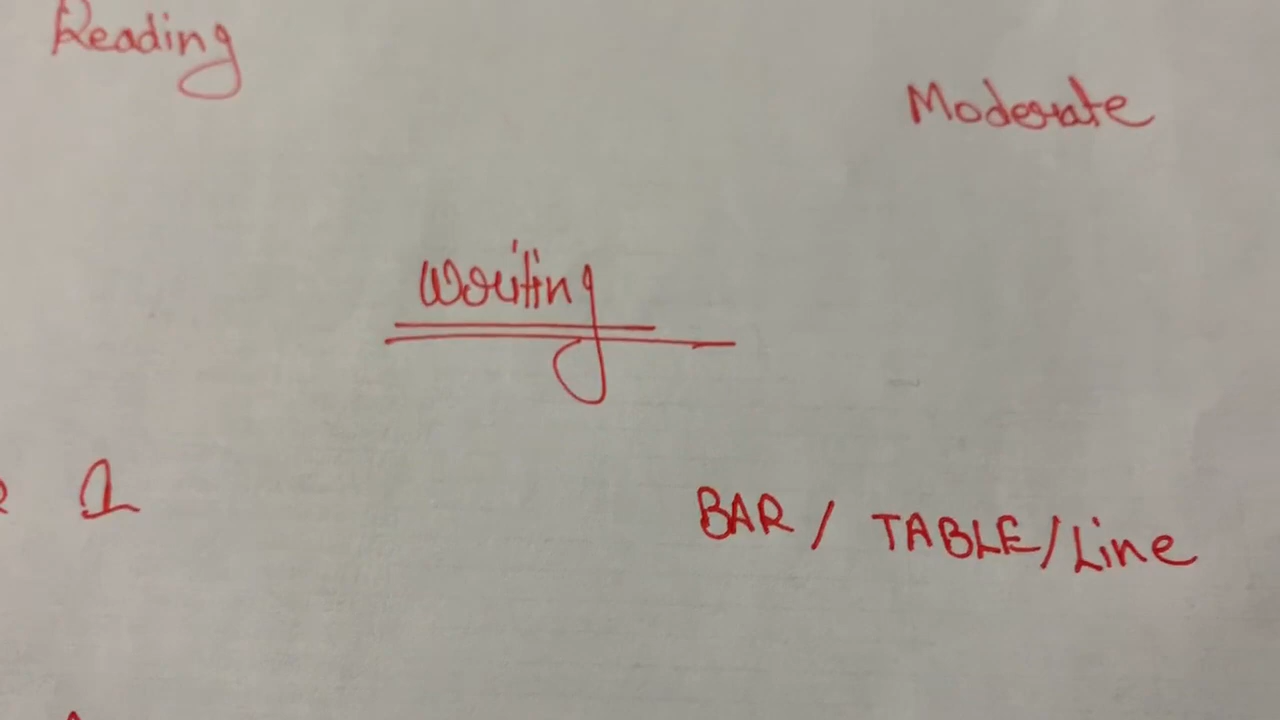 Reading
Moderate
Writing
1
BAR / TABLE / Line